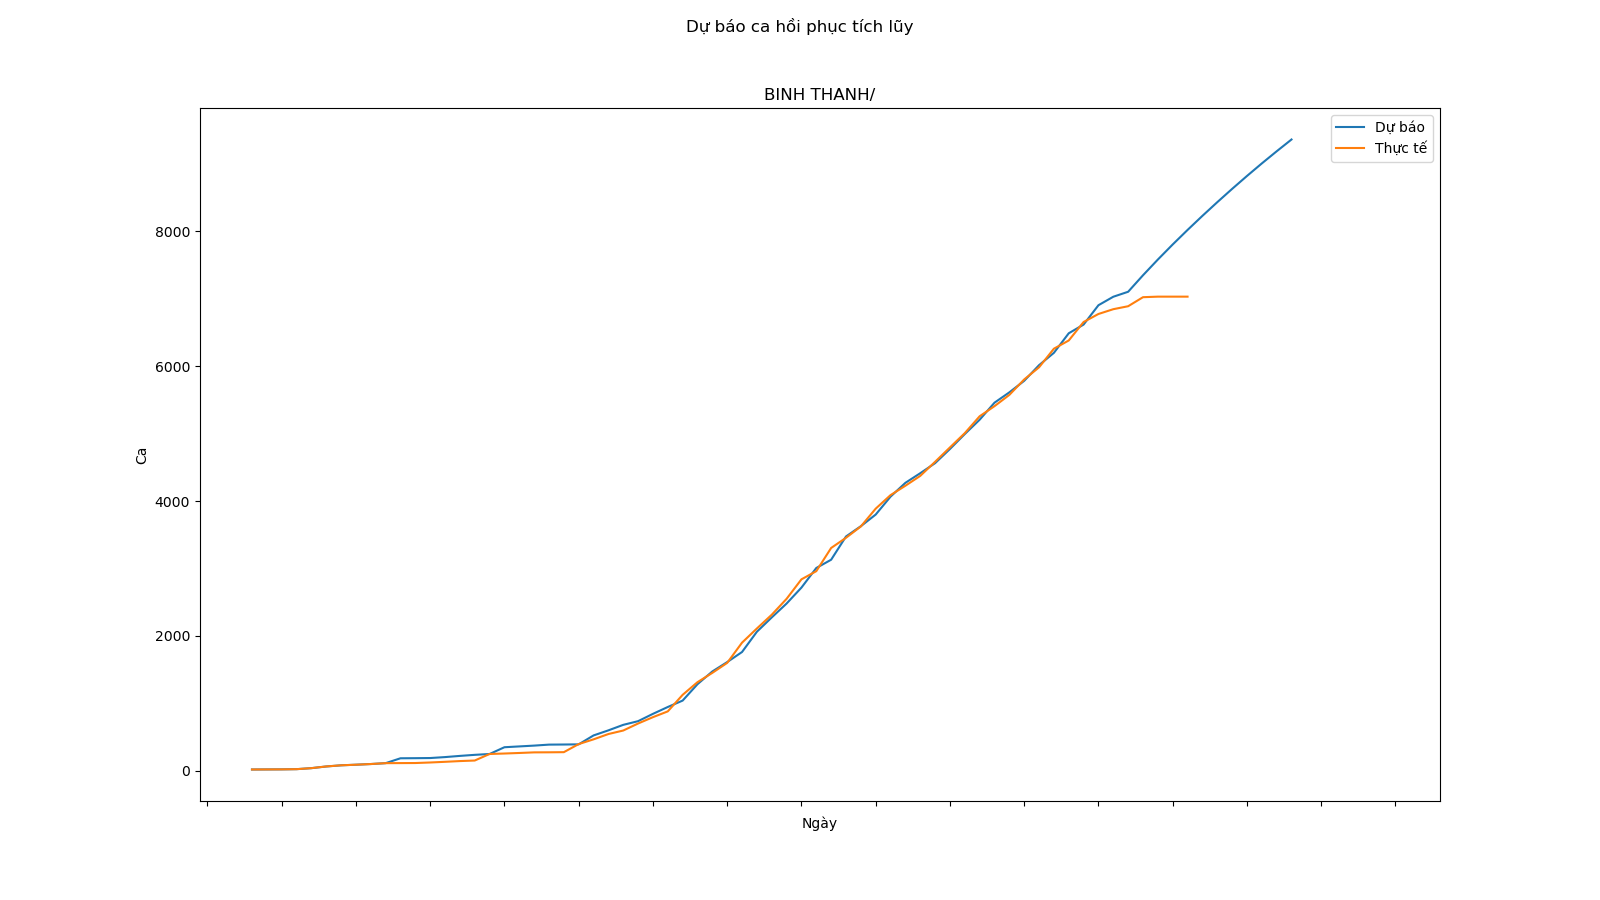 Dự báo ca hồi phục tích lũy
BINH THANH/
Dự báo
Thực tế
8000
6000
4000
2000
0
Ca
Ngày